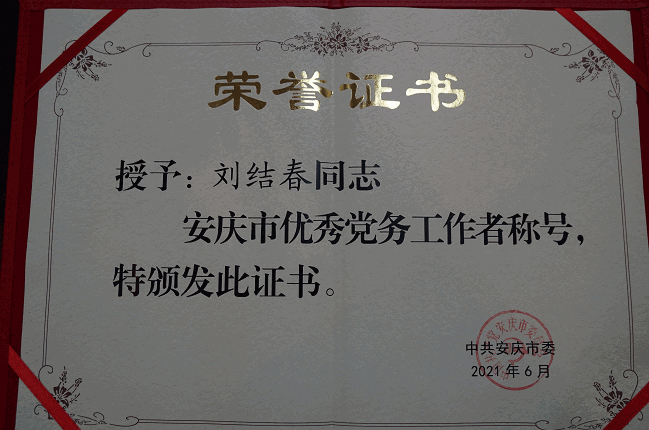 荣誉证书
授予：刘结春同志
安庆市优秀党务工作者称号，
特颁发此证书。
中共安庆市委
2021年6月